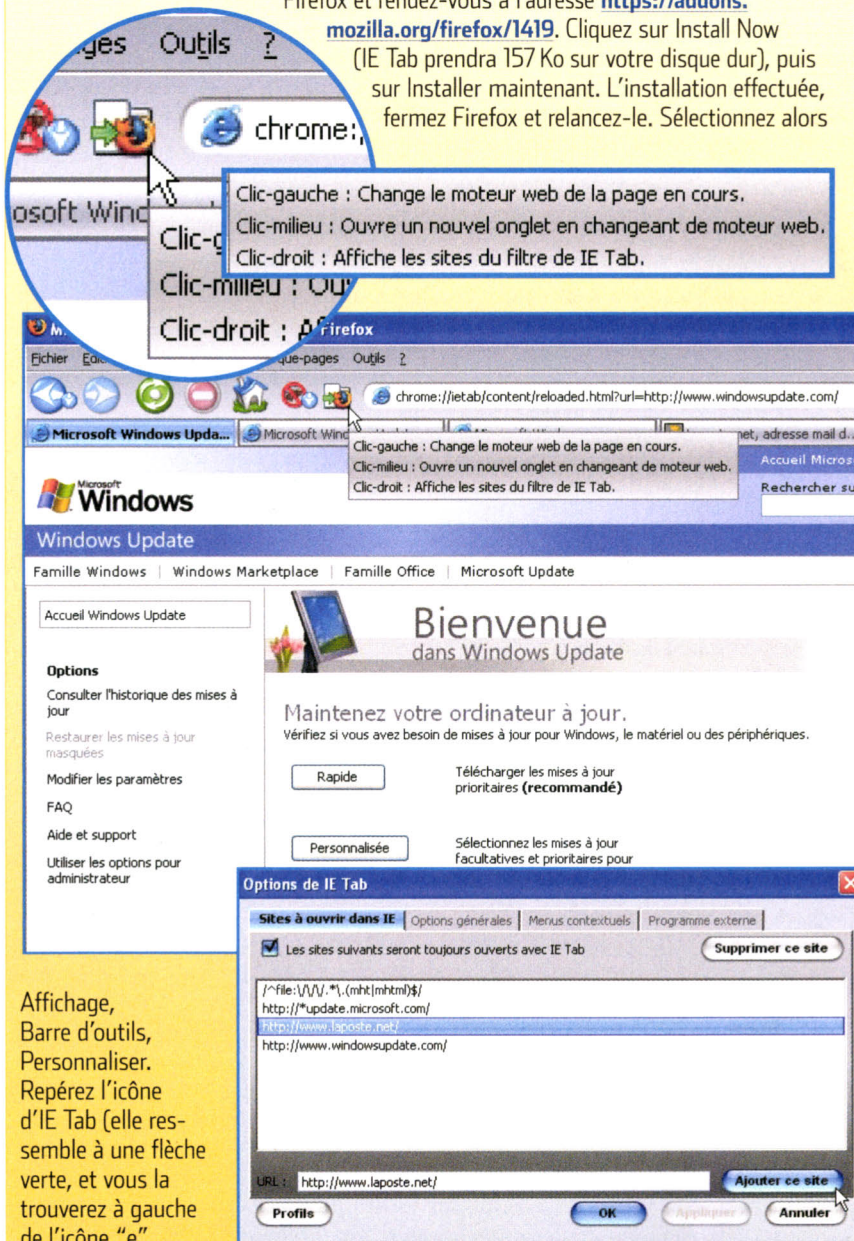 Firefox et rendez-vous à l'adresse https://addons.
mozilla.org/firefox/1419. Cliquez sur Install Now
(IE Tab prendra 157 Ko sur votre disque dur), puis
sur Installer maintenant. L'installation effectuée,
fermez Firefox et relancez-le. Sélectionnez alors
ges Outils ?
chrome:
osoft Wind
Clic-g
Clic-milieu : Ou
Clic-droit : Af
Clic-gauche : Change le moteur web de la page en cours.
Clic-milieu : Ouvre un nouvel onglet en changeant de moteur web.
Clic-droit : Affiche les sites du filtre de IE Tab.
M Firefox
Fichier ue-pages Outils ?
chrome://ietab/content/reloaded.html?url=http://www.windowsupdate.com/
Microsoft Windows Upda... Microsoft Wind net, adresse mail d...
Clic-gauche : Change le moteur web de la page en cours.
Clic-milieu : Ouvre un nouvel onglet en changeant de moteur web.
Clic-droit : Affiche les sites du filtre de IE Tab.
Accueil Micros
Rechercher su
Microsoft
Windows
Windows Update
Famille Windows | Windows Marketplace | Famille Office | Microsoft Update
Accueil Windows Update
Options
Consulter l'historique des mises à
jour
Restaurer les mises à jour
masquées
Modifier les paramètres
FAQ
Aide et support
Utiliser les options pour
administrateur
Bienvenue
dans Windows Update
Maintenez votre ordinateur à jour.
Vérifiez si vous avez besoin de mises à jour pour Windows, le matériel ou des périphériques.
Rapide
Télécharger les mises à jour
prioritaires (recommandé)
Personnalisée
Sélectionnez les mises à jour
facultatives et prioritaires pour
Options de IE Tab
Sites à ouvrir dans IE Options générales Menus contextuels Programme externe
Les sites suivants seront toujours ouverts avec IE Tab Supprimer ce site
/^file:\/\/\/.*\.(mht|mhtml)$/
http://*update.microsoft.com/
http://www.laposte.net/
http://www.windowsupdate.com/
URL : http://www.laposte.net/ Ajouter ce site
Profils OK Appliquer Annuler
Affichage,
Barre d'outils,
Personnaliser.
Repérez l'icône
d'IE Tab (elle res-
semble à une flèche
verte, et vous la
trouverez à gauche
de l'icône "e"